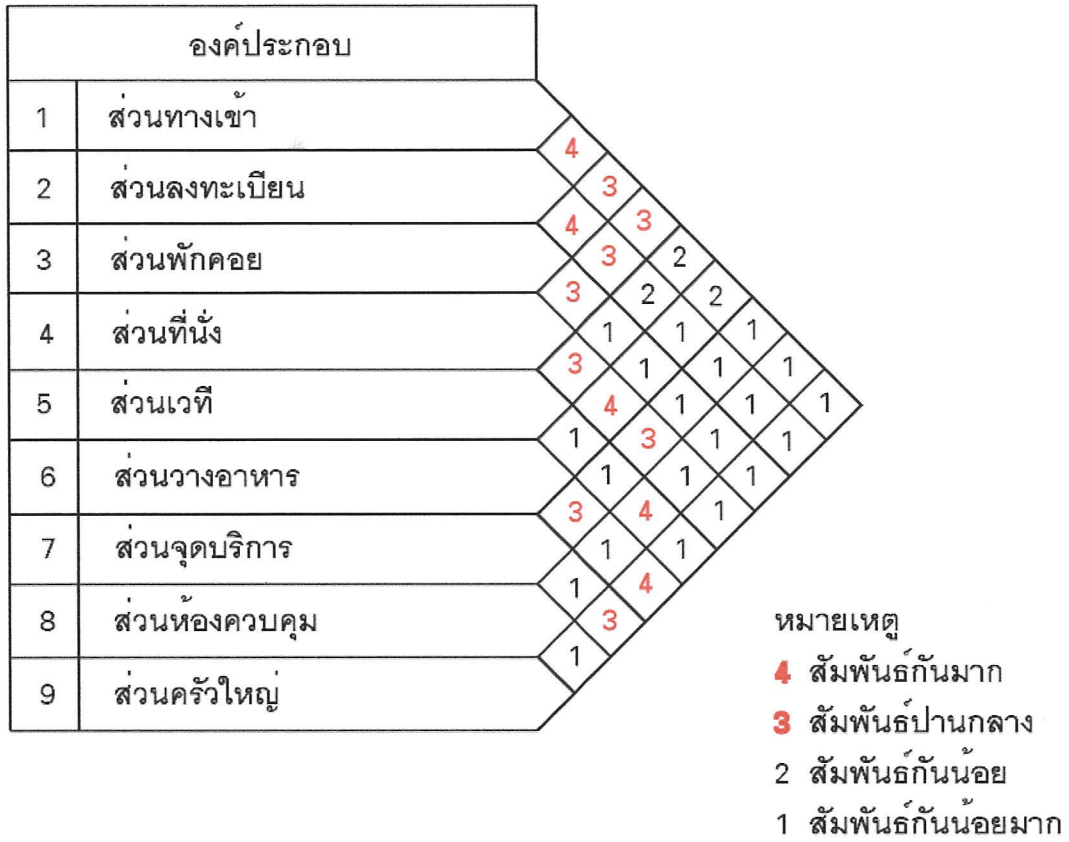 องค์ประกอบ
1 ส่วนทางเข้า
4
2 ส่วนลงทะเบียน 3
4 3
3 ส่วนพักคอย 3 2
3 2 2
4 ส่วนที่นั่ง 1 1 1
3 1 1 1
5 ส่วนเวที 4 1 1 1
1 3 1 1
6 ส่วนวางอาหาร 1 1 1
3 4 1
7 ส่วนจุดบริการ 1 1
1 4
8 ส่วนห้องควบคุม 3
1
9 ส่วนครัวใหญ่
หมายเหตุ
4 สัมพันธ์กันมาก
3 สัมพันธ์ปานกลาง
2 สัมพันธ์กันน้อย
1 สัมพันธ์กันน้อยมาก